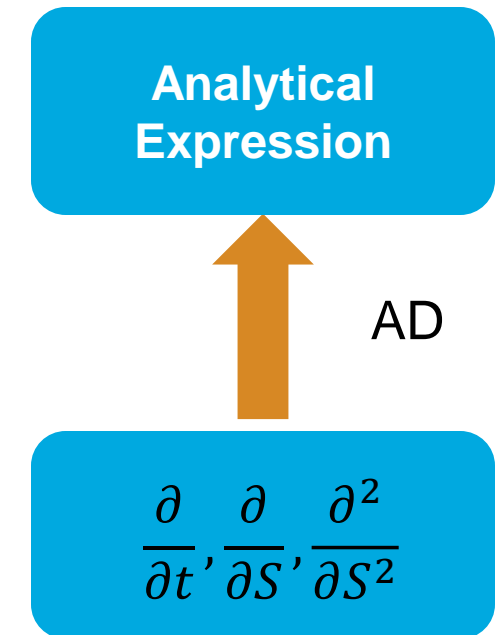 Analytical
Expression
AD
∂/∂t, ∂/∂S, ∂²/∂S²